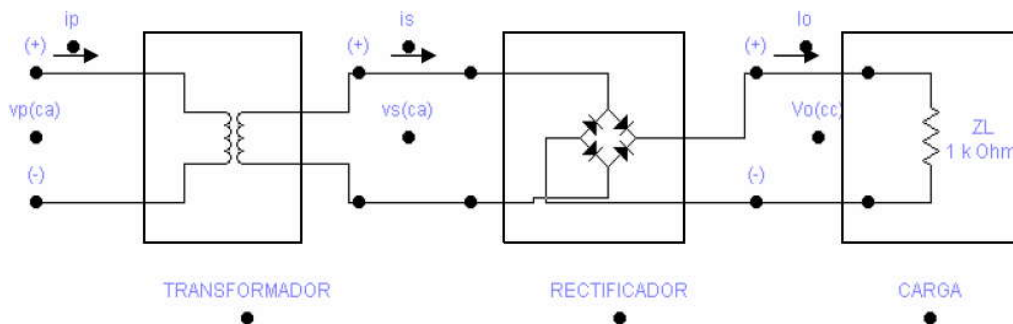 ip
is
Io
(+)
(+)
(+)
vp(ca)
vs(ca)
Vo(cc)
ZL
1 k Ohm
(-)
(-)
TRANSFORMADOR
RECTIFICADOR
CARGA